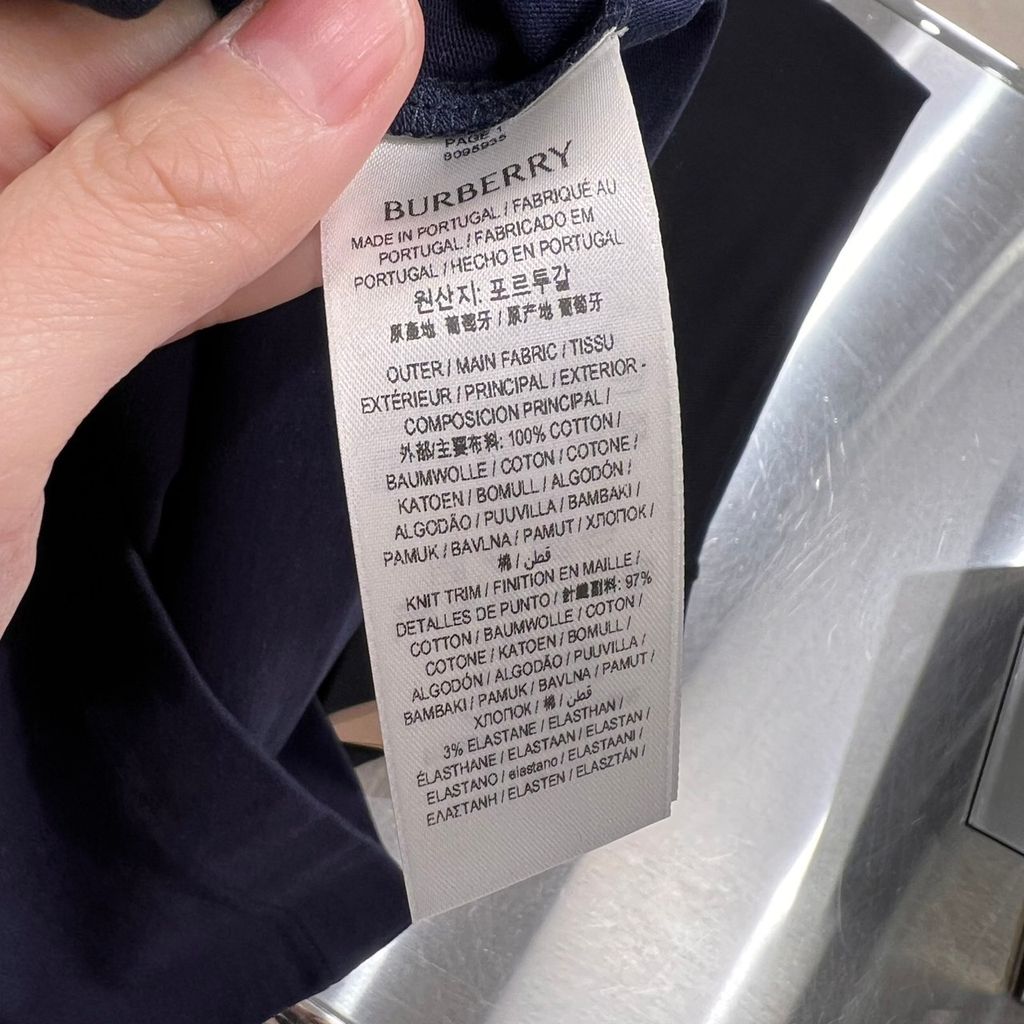 PAGE 1
8095935
BURBERRY
MADE IN PORTUGAL / FABRIQUÉ AU
PORTUGAL / FABRICADO EM
PORTUGAL / HECHO EN PORTUGAL
원산지: 포르투갈
原產地 葡萄牙 / 原产地 葡萄牙
OUTER / MAIN FABRIC / TISSU
EXTÉRIEUR / PRINCIPAL / EXTERIOR -
COMPOSICION PRINCIPAL /
外部/主要布料: 100% COTTON /
BAUMWOLLE / COTON / COTONE /
KATOEN / BOMULL / ALGODÓN /
ALGODÃO / PUUVILLA / BAMBAKI /
PAMUK / BAVLNA / PAMUT / ХЛОПОК /
棉 / قطن
KNIT TRIM / FINITION EN MAILLE /
DETALLES DE PUNTO / 針織副料: 97%
COTTON / BAUMWOLLE / COTON /
COTONE / KATOEN / BOMULL /
ALGODÓN / ALGODÃO / PUUVILLA /
BAMBAKI / PAMUK / BAVLNA / PAMUT /
ХЛОПОК / 棉 / قطن
3% ELASTANE / ELASTHAN /
ÉLASTHANE / ELASTAAN / ELASTAN /
ELASTANO / elastano / ELASTAANI /
ΕΛΑΣΤΑΝΗ / ELASTEN / ELASZTÁN /